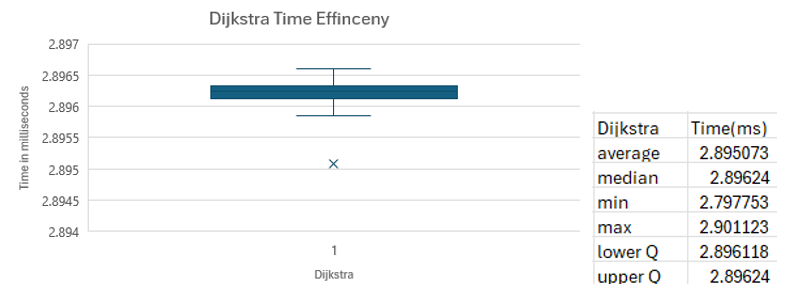 Dijkstra Time Effinceny
2.897
2.8965
2.896
2.8955
2.895
2.8945
2.894
Time in milliseconds
1
Dijkstra
Dijkstra Time(ms)
average 2.895073
median 2.89624
min 2.797753
max 2.901123
lower Q 2.896118
upper Q 2.89624